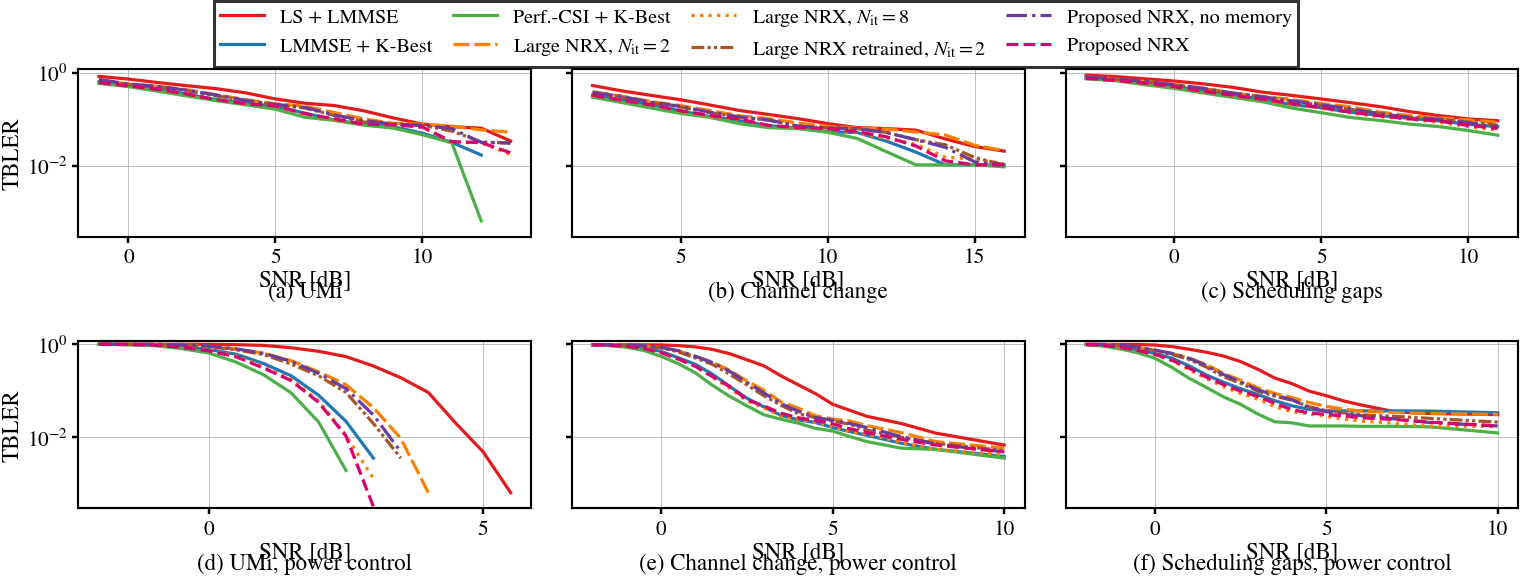 LS + LMMSE
LMMSE + K-Best
Perf.-CSI + K-Best
Large NRX, N_it = 2
Large NRX, N_it = 8
Large NRX retrained, N_it = 2
Proposed NRX, no memory
Proposed NRX
TBLER
10^0
10^−2
0 5 10
SNR [dB]
(a) UMi
5 10 15
SNR [dB]
(b) Channel change
0 5 10
SNR [dB]
(c) Scheduling gaps
TBLER
10^0
10^−2
0 5
SNR [dB]
(d) UMi, power control
0 5 10
SNR [dB]
(e) Channel change, power control
0 5 10
SNR [dB]
(f) Scheduling gaps, power control